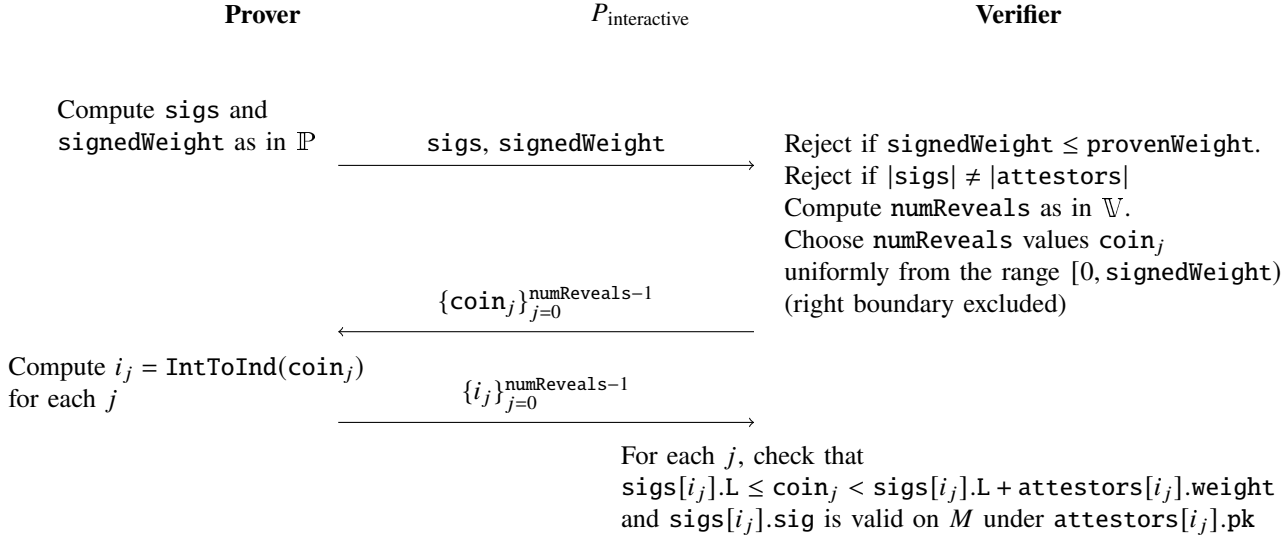 Prover P_interactive Verifier
Compute sigs and
signedWeight as in ℙ
sigs, signedWeight
Reject if signedWeight ≤ provenWeight.
Reject if |sigs| ≠ |attestors|
Compute numReveals as in 𝕍.
Choose numReveals values coin_j
uniformly from the range [0, signedWeight)
(right boundary excluded)
{coin_j}_{j=0}^{numReveals−1}
Compute i_j = IntToInd(coin_j)
for each j
{i_j}_{j=0}^{numReveals−1}
For each j, check that
sigs[i_j].L ≤ coin_j < sigs[i_j].L + attestors[i_j].weight
and sigs[i_j].sig is valid on M under attestors[i_j].pk